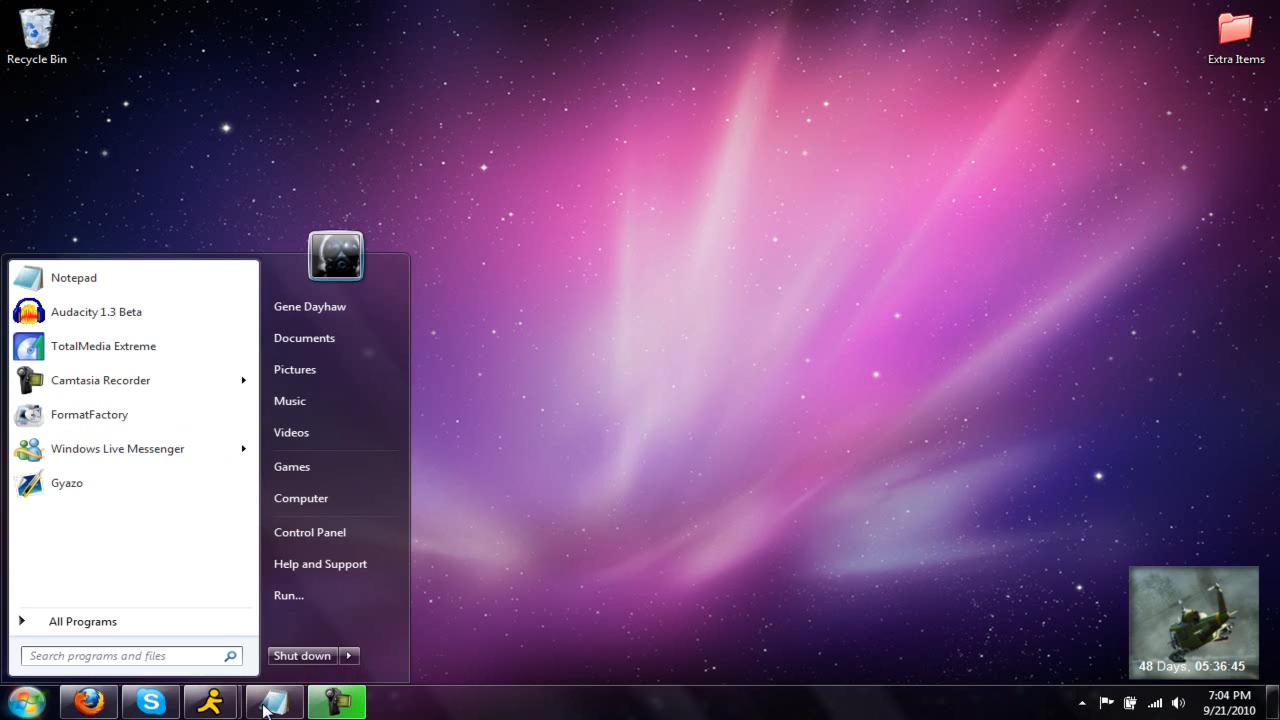 Recycle Bin
Extra Items
Notepad
Audacity 1.3 Beta
TotalMedia Extreme
Camtasia Recorder
FormatFactory
Windows Live Messenger
Gyazo
All Programs
Search programs and files
Gene Dayhaw
Documents
Pictures
Music
Videos
Games
Computer
Control Panel
Help and Support
Run...
Shut down
48 Days, 05:36:45
7:04 PM
9/21/2010